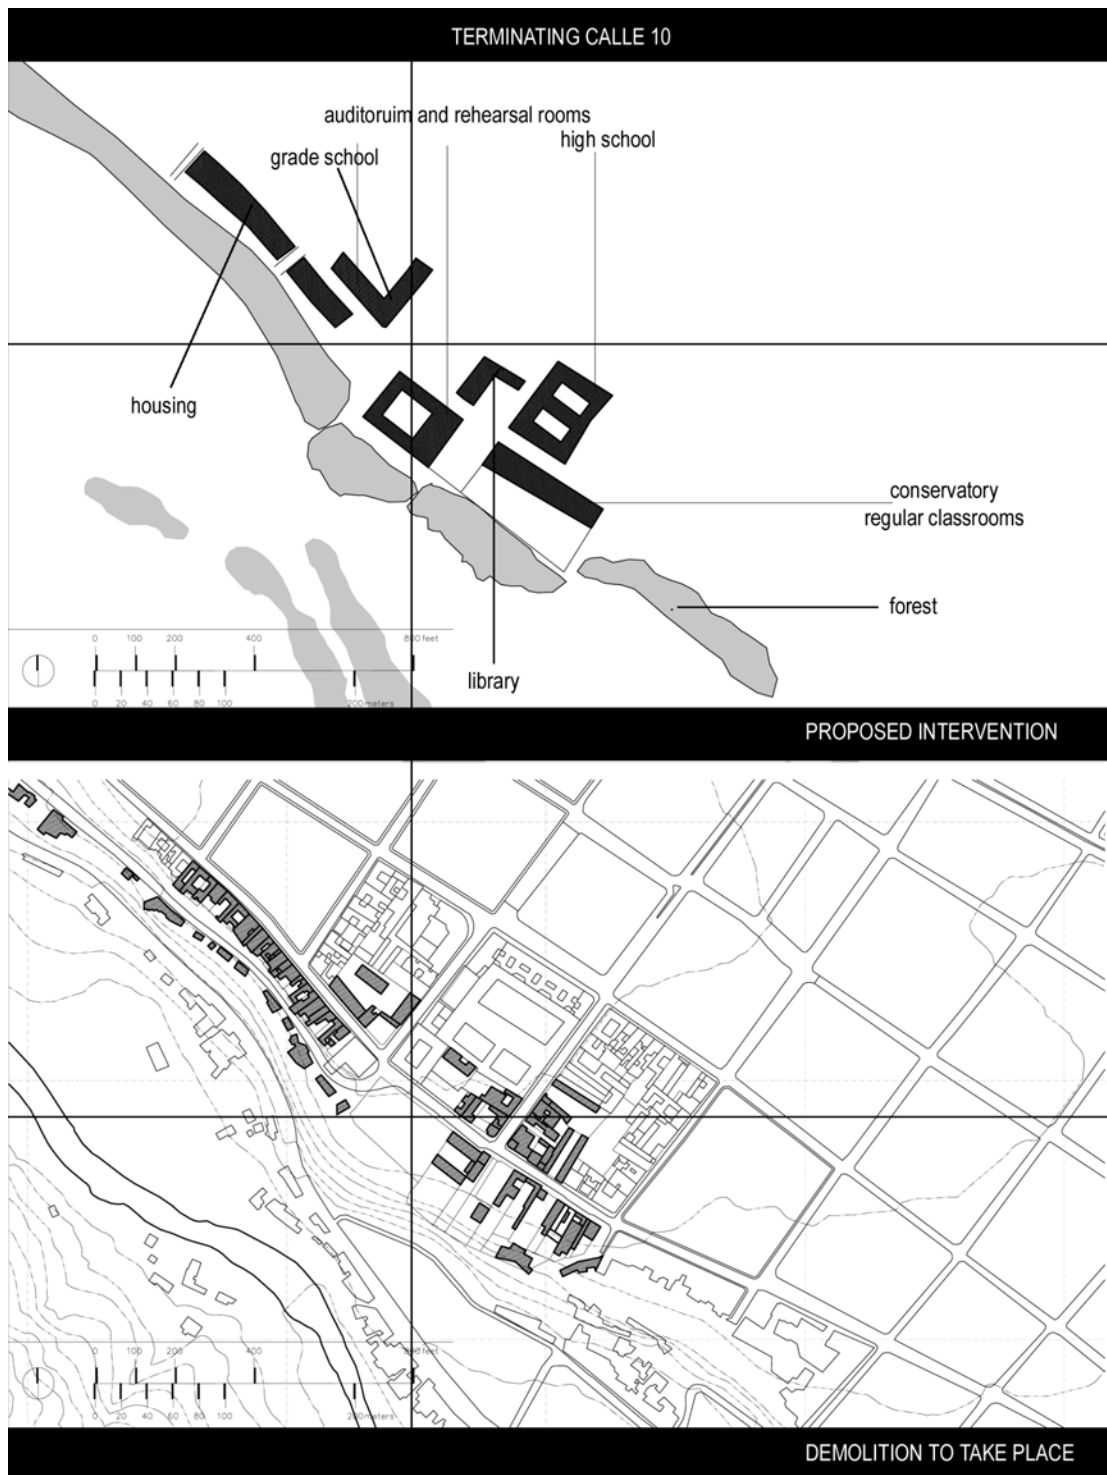 TERMINATING CALLE 10
auditoruim and rehearsal rooms
high school
grade school
housing
conservatory
regular classrooms
forest
library
0 100 200 400 800 feet
0 20 40 60 80 100 200 meters
PROPOSED INTERVENTION
0 100 200 400 800 feet
0 20 40 60 80 100 200 meters
DEMOLITION TO TAKE PLACE